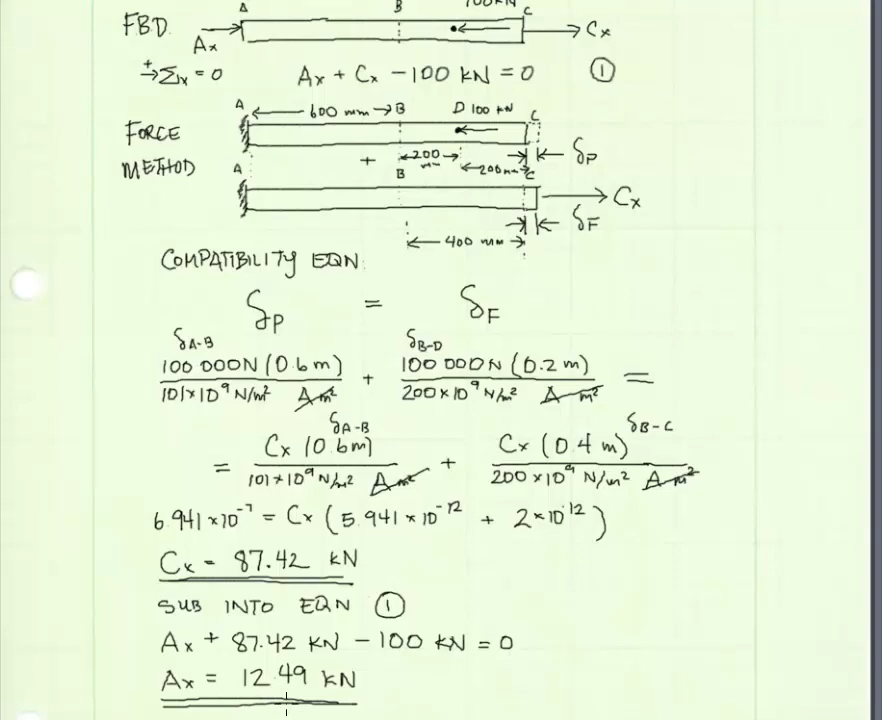 A B 100kN C
FBD Ax Cx
+→ΣFx = 0 Ax + Cx − 100 kN = 0 ①
A 600 mm B D 100 kN C
FORCE
METHOD + 200 mm 200mm δP
A B C Cx
δF
400 mm
COMPATIBILITY EQN
δP = δF
δA-B δB-D
100 000N (0.6 m) / 101×10⁹ N/m² A m² + 100 000N (0.2 m) / 200×10⁹ N/m² A m² =
δA-B δB-C
= Cx (0.6m) / 101×10⁹ N/m² A m² + Cx (0.4 m) / 200×10⁹ N/m² A m²
6.941×10⁻⁷ = Cx (5.941×10⁻¹² + 2×10⁻¹²)
Cx = 87.42 kN
SUB INTO EQN ①
Ax + 87.42 kN − 100 kN = 0
Ax = 12.49 kN